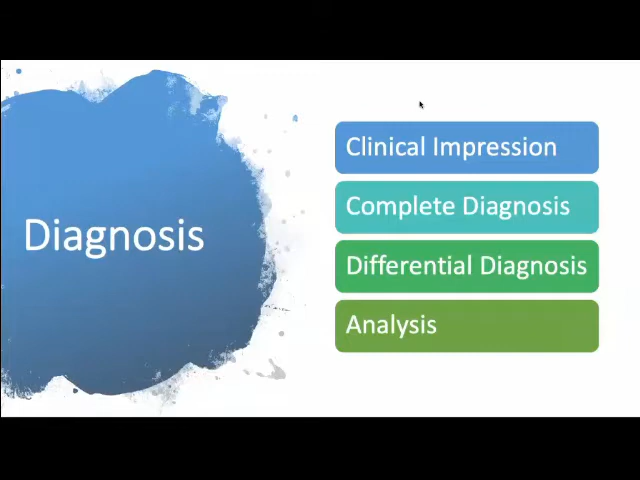 Diagnosis
Clinical Impression
Complete Diagnosis
Differential Diagnosis
Analysis